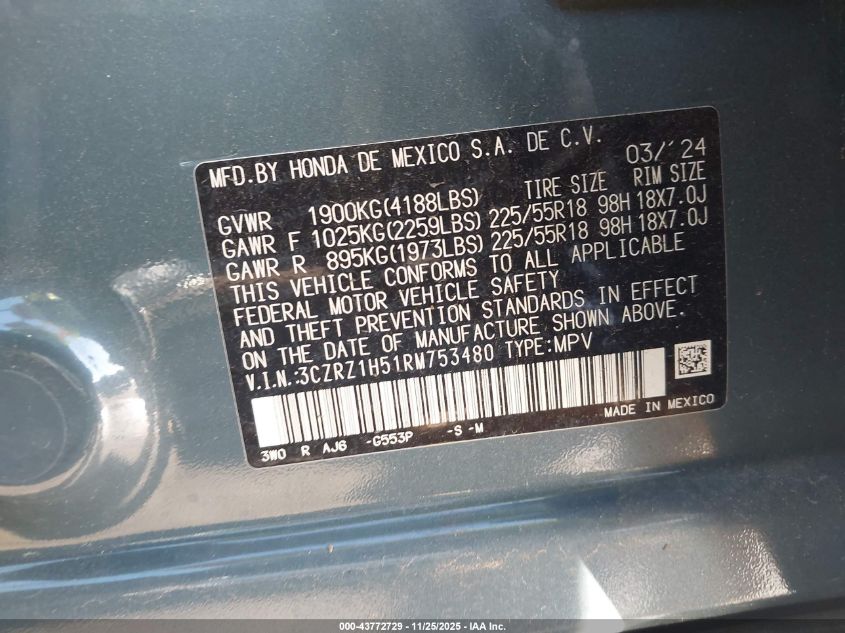 MFD.BY HONDA DE MEXICO S.A. DE C.V. 03/'24
TIRE SIZE RIM SIZE
GVWR 1900KG(4188LBS)
GAWR F 1025KG(2259LBS) 225/55R18 98H 18X7.0J
GAWR R 895KG(1973LBS) 225/55R18 98H 18X7.0J
THIS VEHICLE CONFORMS TO ALL APPLICABLE
FEDERAL MOTOR VEHICLE SAFETY
AND THEFT PREVENTION STANDARDS IN EFFECT
ON THE DATE OF MANUFACTURE SHOWN ABOVE.
V.I.N.:3CZRZ1H51RM753480 TYPE:MPV
3WO R AJ6 -G553P -S -M MADE IN MEXICO
000-43772729 - 11/25/2025 - IAA Inc.